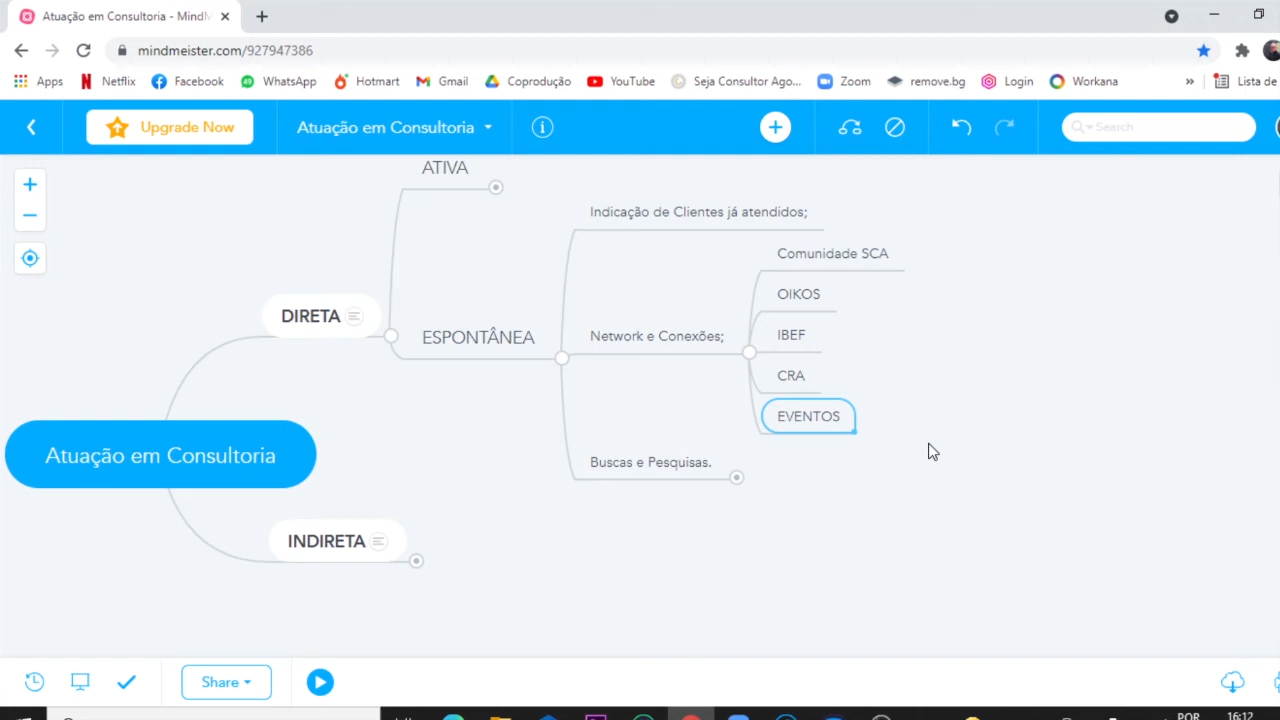 Atuação em Consultoria - MindM
mindmeister.com/927947386
Apps Netflix Facebook WhatsApp Hotmart Gmail Coprodução YouTube Seja Consultor Ago... Zoom remove.bg Login Workana » Lista de
Upgrade Now Atuação em Consultoria Search
ATIVA
Indicação de Clientes já atendidos;
Comunidade SCA
OIKOS
DIRETA
ESPONTÂNEA
Network e Conexões;
IBEF
CRA
EVENTOS
Atuação em Consultoria
Buscas e Pesquisas.
INDIRETA
Share
POR 16:12